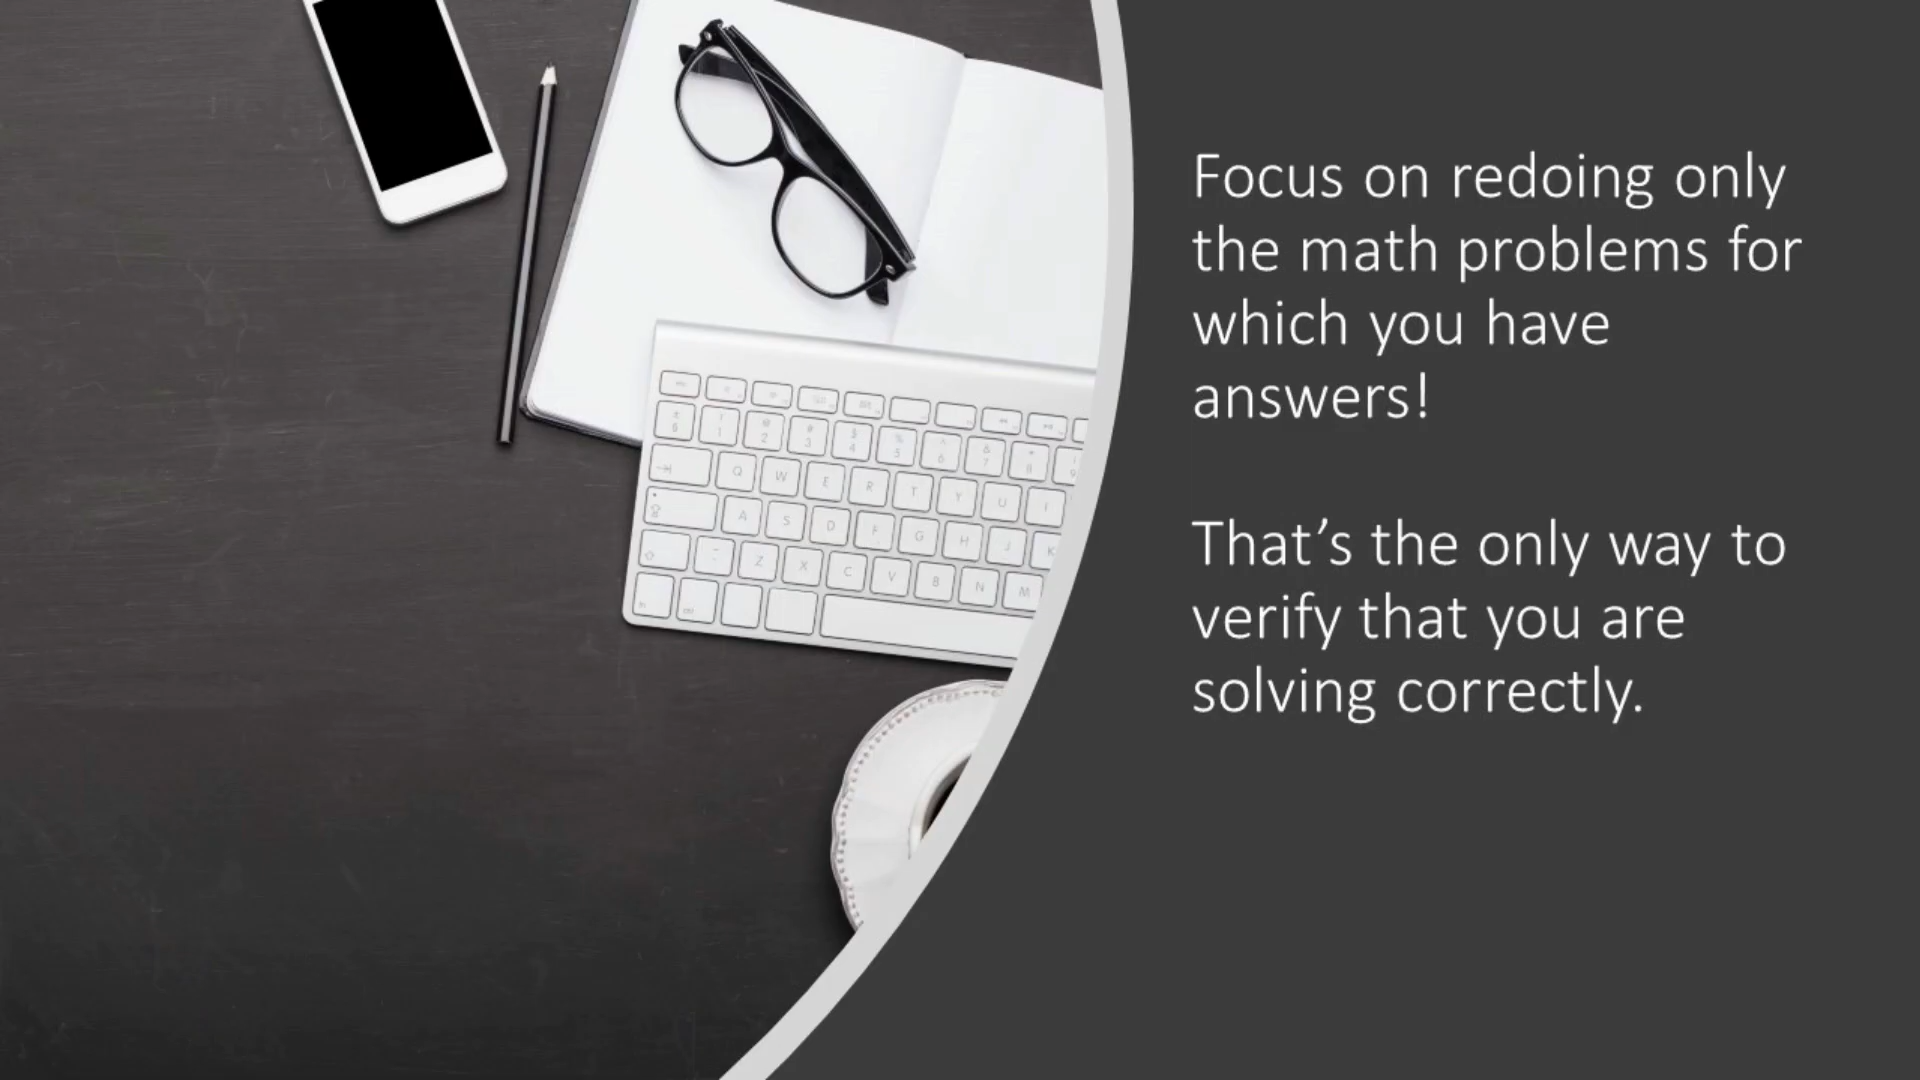 Focus on redoing only
the math problems for
which you have
answers!
That’s the only way to
verify that you are
solving correctly.